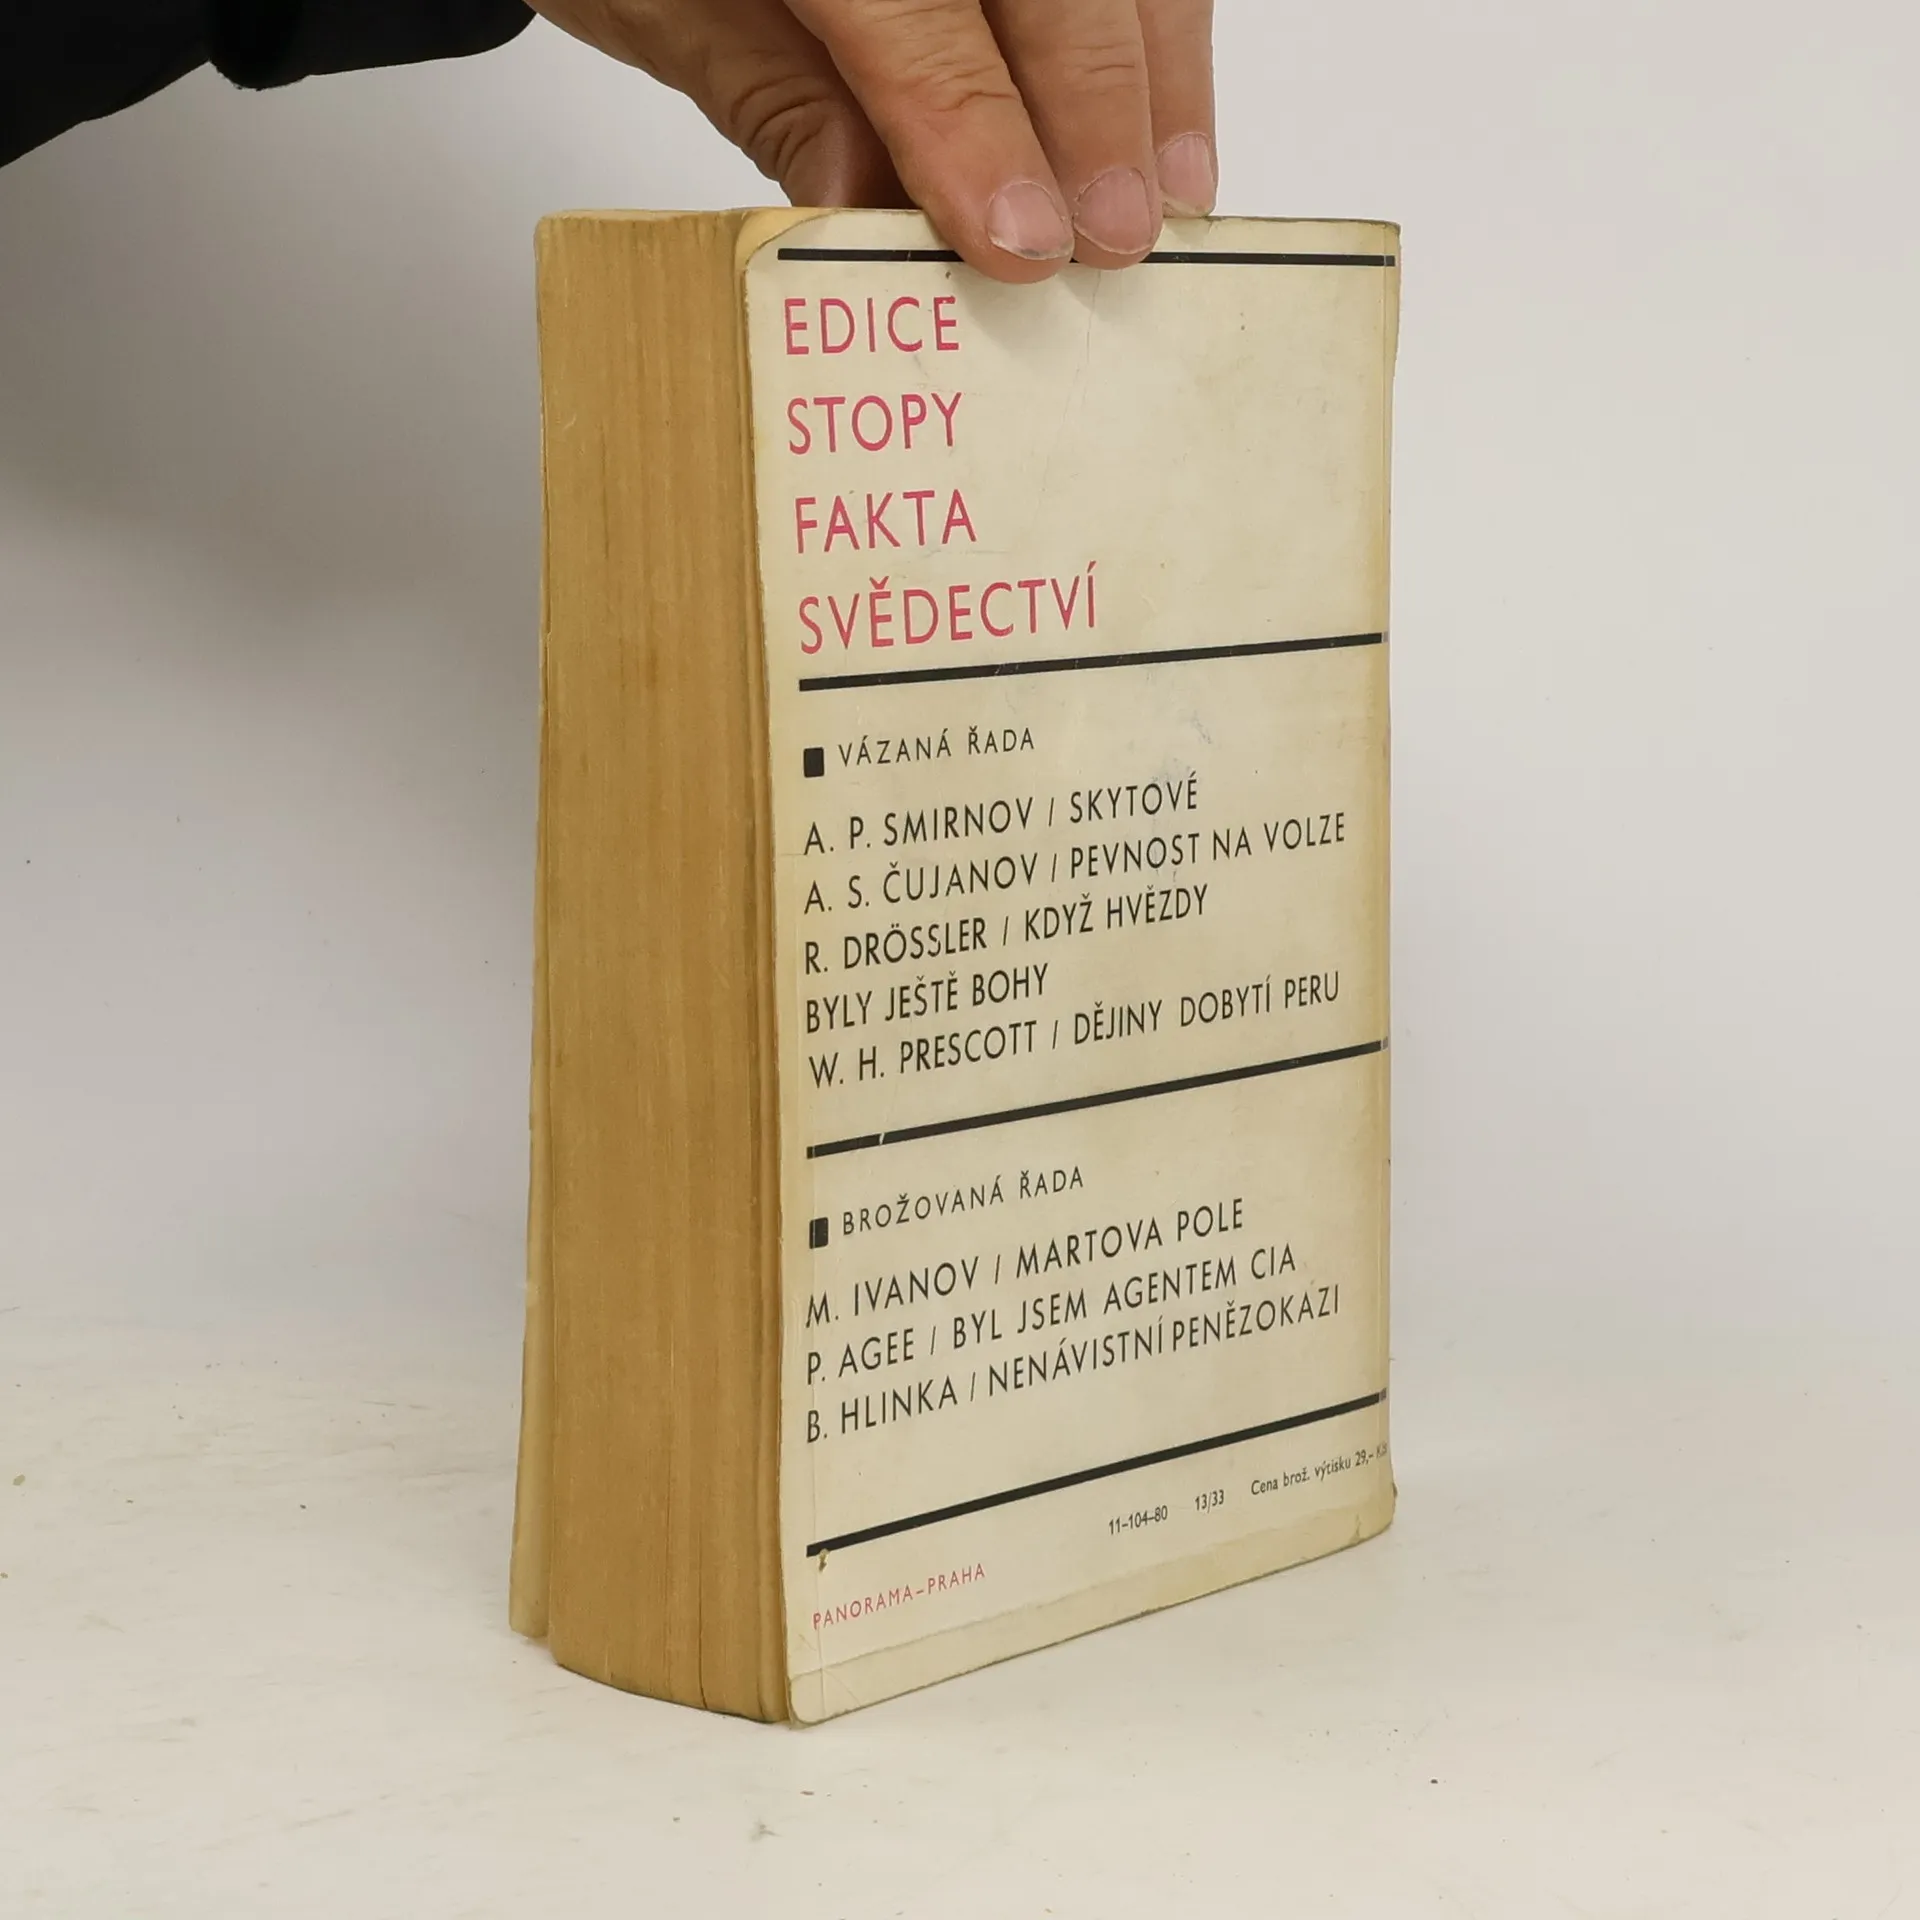 EDICE
STOPY
FAKTA
SVĚDECTVÍ
VÁZANÁ ŘADA
A. P. SMIRNOV / SKYTOVÉ
A. S. ČUJANOV / PEVNOST NA VOLZE
R. DRÖSSLER / KDYŽ HVĚZDY
BYLY JEŠTĚ BOHY
W. H. PRESCOTT / DĚJINY DOBYTÍ PERU
BROŽOVANÁ ŘADA
M. IVANOV / MARTOVA POLE
P. AGEE / BYL JSEM AGENTEM CIA
B. HLINKA / NENÁVISTNÍ PENĚZOKAZI
11-104-80 13/33 Cena brož. výtisku 29,- Kčs
PANORAMA-PRAHA